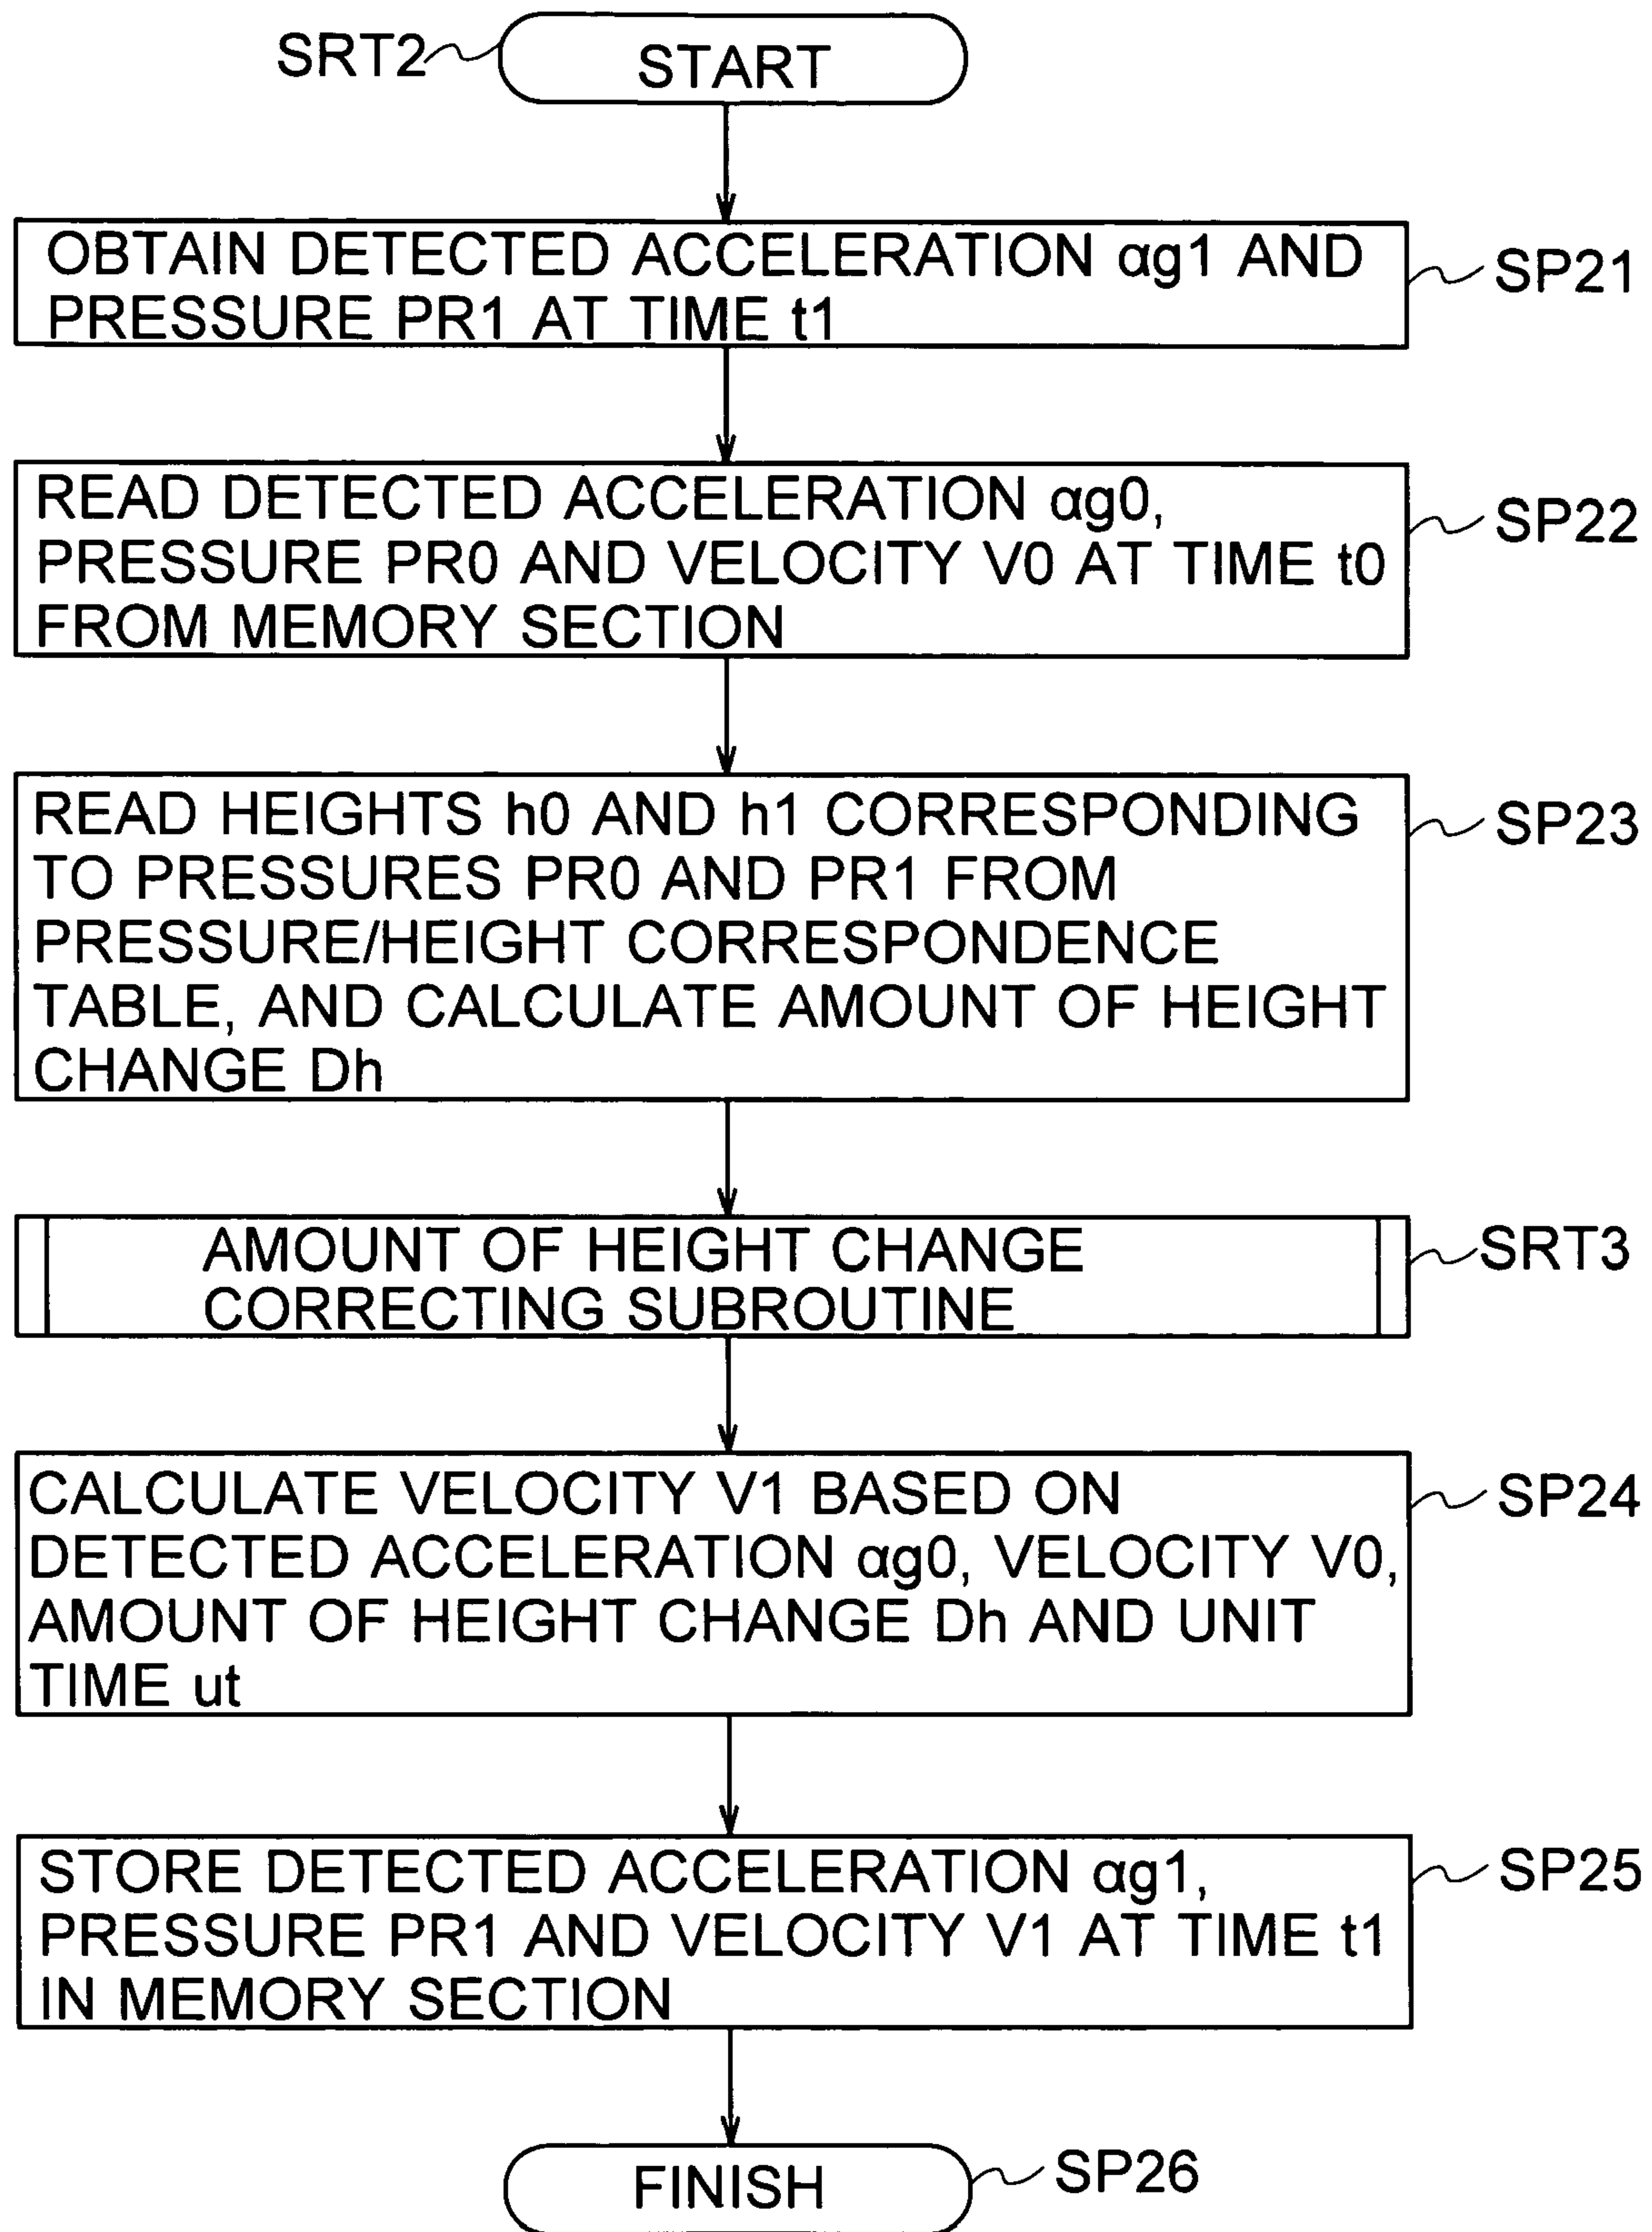 SRT2
START
OBTAIN DETECTED ACCELERATION αg1 AND
PRESSURE PR1 AT TIME t1
SP21
READ DETECTED ACCELERATION αg0,
PRESSURE PR0 AND VELOCITY V0 AT TIME t0
FROM MEMORY SECTION
SP22
READ HEIGHTS h0 AND h1 CORRESPONDING
TO PRESSURES PR0 AND PR1 FROM
PRESSURE/HEIGHT CORRESPONDENCE
TABLE, AND CALCULATE AMOUNT OF HEIGHT
CHANGE Dh
SP23
AMOUNT OF HEIGHT CHANGE
CORRECTING SUBROUTINE
SRT3
CALCULATE VELOCITY V1 BASED ON
DETECTED ACCELERATION αg0, VELOCITY V0,
AMOUNT OF HEIGHT CHANGE Dh AND UNIT
TIME ut
SP24
STORE DETECTED ACCELERATION αg1,
PRESSURE PR1 AND VELOCITY V1 AT TIME t1
IN MEMORY SECTION
SP25
FINISH
SP26